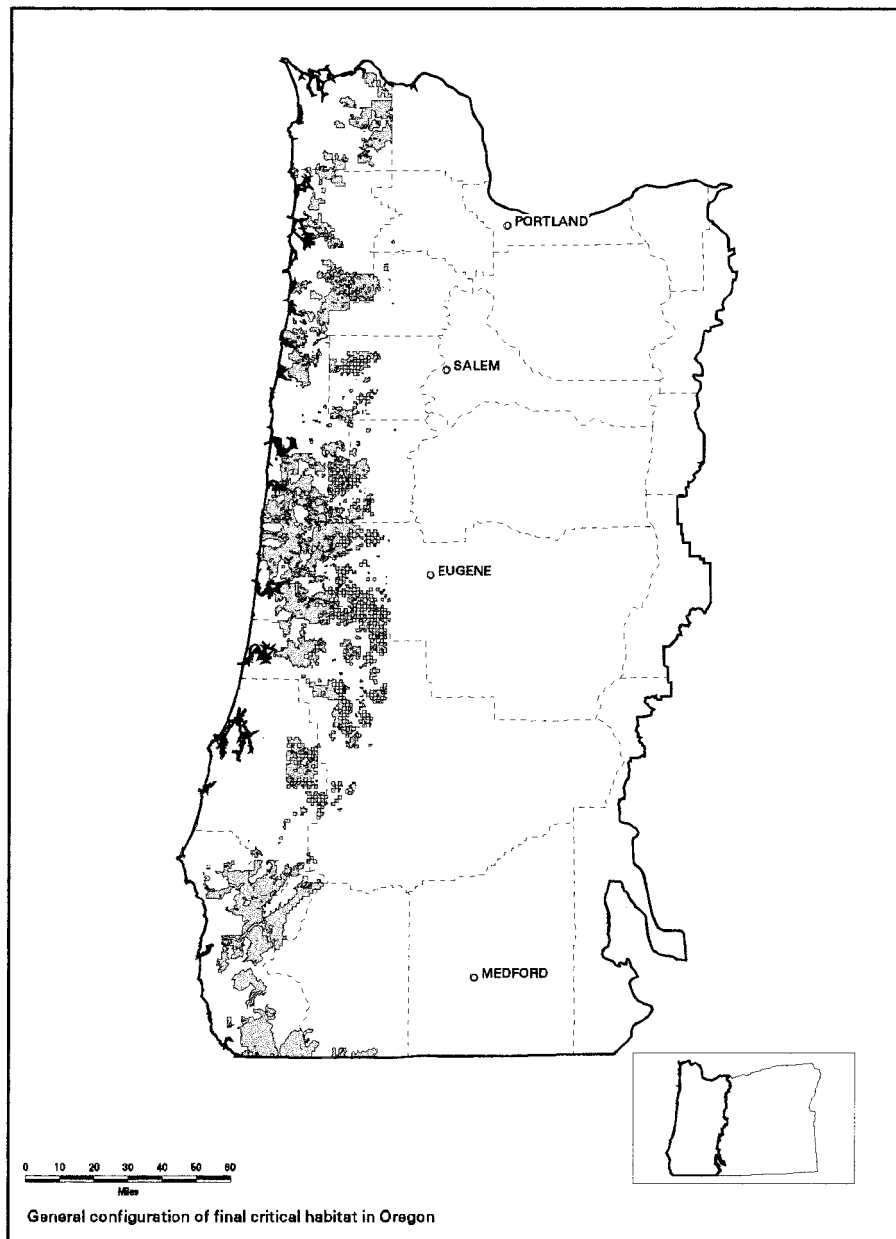 PORTLAND
SALEM
EUGENE
MEDFORD
0 10 20 30 40 50 60
Miles
General configuration of final critical habitat in Oregon